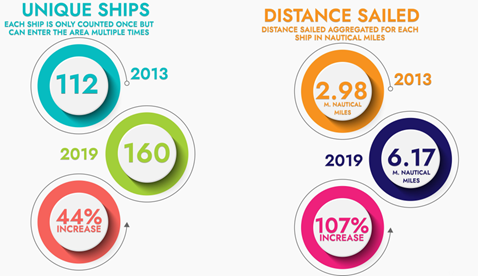 UNIQUE SHIPS
EACH SHIP IS ONLY COUNTED ONCE BUT
CAN ENTER THE AREA MULTIPLE TIMES
112
2013
2019
160
44%
INCREASE
DISTANCE SAILED
DISTANCE SAILED AGGREGATED FOR EACH
SHIP IN NAUTICAL MILES
2.98
M. NAUTICAL
MILES
2013
2019
6.17
M. NAUTICAL
MILES
107%
INCREASE